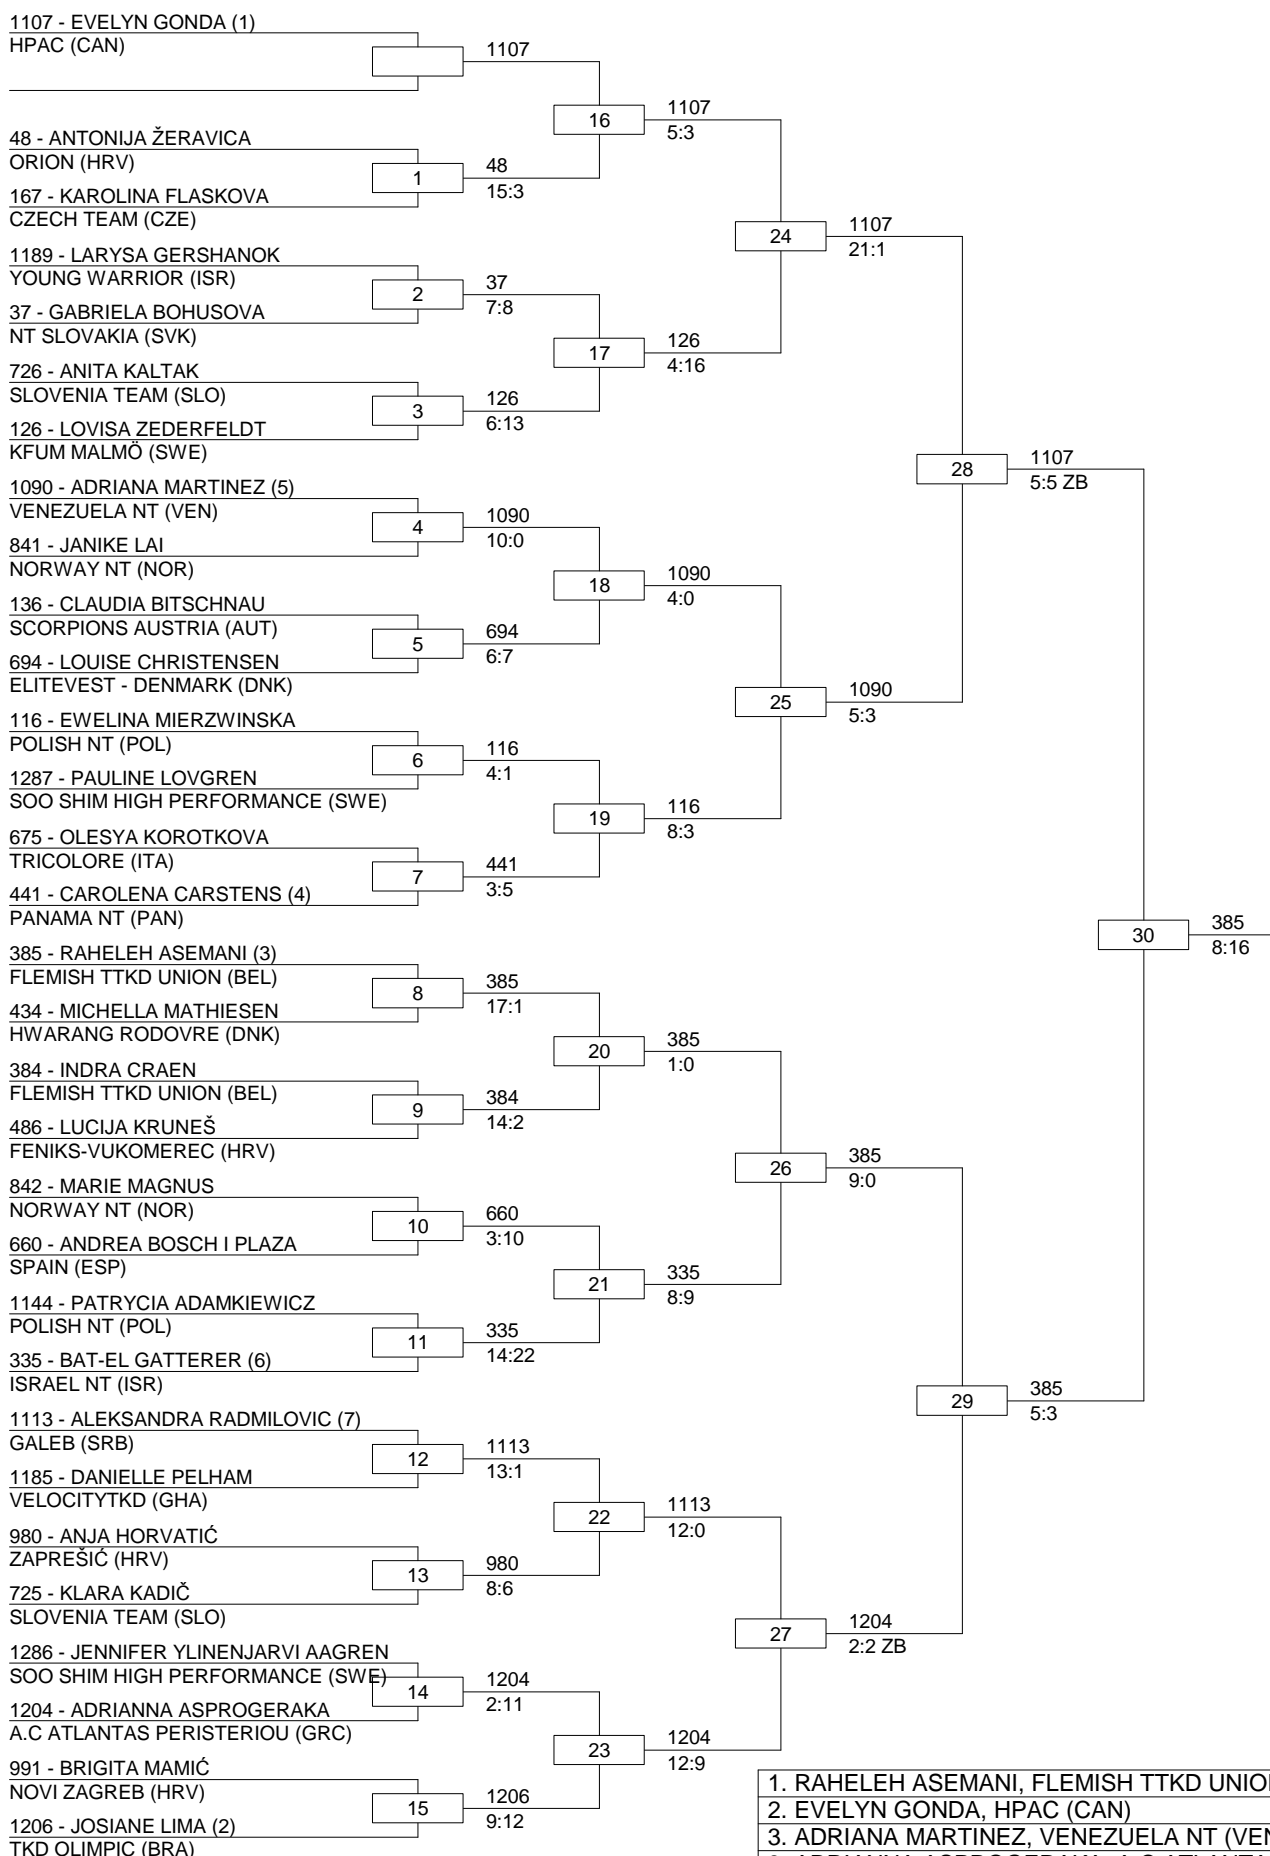 1107 - EVELYN GONDA (1)
HPAC (CAN)
48 - ANTONIJA ŽERAVICA
ORION (HRV)
167 - KAROLINA FLASKOVA
CZECH TEAM (CZE)
1189 - LARYSA GERSHANOK
YOUNG WARRIOR (ISR)
37 - GABRIELA BOHUSOVA
NT SLOVAKIA (SVK)
726 - ANITA KALTAK
SLOVENIA TEAM (SLO)
126 - LOVISA ZEDERFELDT
KFUM MALMÖ (SWE)
1090 - ADRIANA MARTINEZ (5)
VENEZUELA NT (VEN)
841 - JANIKE LAI
NORWAY NT (NOR)
136 - CLAUDIA BITSCHNAU
SCORPIONS AUSTRIA (AUT)
694 - LOUISE CHRISTENSEN
ELITEVEST - DENMARK (DNK)
116 - EWELINA MIERZWINSKA
POLISH NT (POL)
1287 - PAULINE LOVGREN
SOO SHIM HIGH PERFORMANCE (SWE)
675 - OLESYA KOROTKOVA
TRICOLORE (ITA)
441 - CAROLENA CARSTENS (4)
PANAMA NT (PAN)
385 - RAHELEH ASEMANI (3)
FLEMISH TTKD UNION (BEL)
434 - MICHELLA MATHIESEN
HWARANG RODOVRE (DNK)
384 - INDRA CRAEN
FLEMISH TTKD UNION (BEL)
486 - LUCIJA KRUNEŠ
FENIKS-VUKOMEREC (HRV)
842 - MARIE MAGNUS
NORWAY NT (NOR)
660 - ANDREA BOSCH I PLAZA
SPAIN (ESP)
1144 - PATRYCIA ADAMKIEWICZ
POLISH NT (POL)
335 - BAT-EL GATTERER (6)
ISRAEL NT (ISR)
1113 - ALEKSANDRA RADMILOVIC (7)
GALEB (SRB)
1185 - DANIELLE PELHAM
VELOCITYTKD (GHA)
980 - ANJA HORVATIĆ
ZAPREŠIĆ (HRV)
725 - KLARA KADIČ
SLOVENIA TEAM (SLO)
1286 - JENNIFER YLINENJARVI AAGREN
SOO SHIM HIGH PERFORMANCE (SWE)
1204 - ADRIANNA ASPROGERAKA
A.C ATLANTAS PERISTERIOU (GRC)
991 - BRIGITA MAMIĆ
NOVI ZAGREB (HRV)
1206 - JOSIANE LIMA (2)
TKD OLIMPIC (BRA)
1107
1
48
15:3
2
37
7:8
3
126
6:13
4
1090
10:0
5
694
6:7
6
116
4:1
7
441
3:5
8
385
17:1
9
384
14:2
10
660
3:10
11
335
14:22
12
1113
13:1
13
980
8:6
14
1204
2:11
15
1206
9:12
16
1107
5:3
17
126
4:16
18
1090
4:0
19
116
8:3
20
385
1:0
21
335
8:9
22
1113
12:0
23
1204
12:9
24
1107
21:1
25
1090
5:3
26
385
9:0
27
1204
2:2 ZB
28
1107
5:5 ZB
29
385
5:3
30
385
8:16
1. RAHELEH ASEMANI, FLEMISH TTKD UNION
2. EVELYN GONDA, HPAC (CAN)
3. ADRIANA MARTINEZ, VENEZUELA NT (VEN